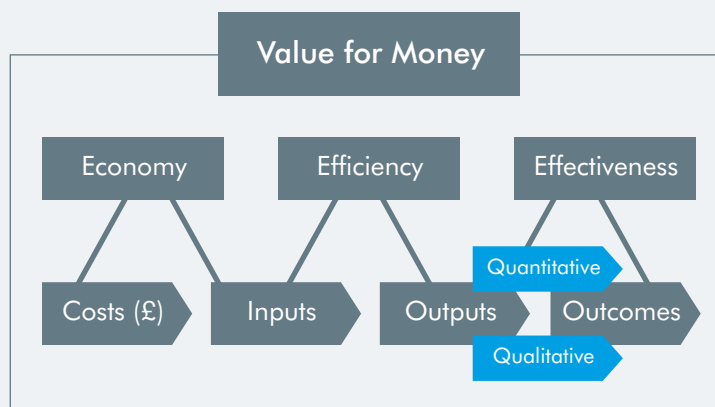 Value for Money
Economy
Efficiency
Effectiveness
Quantitative
Costs (£)
Inputs
Outputs
Outcomes
Qualitative